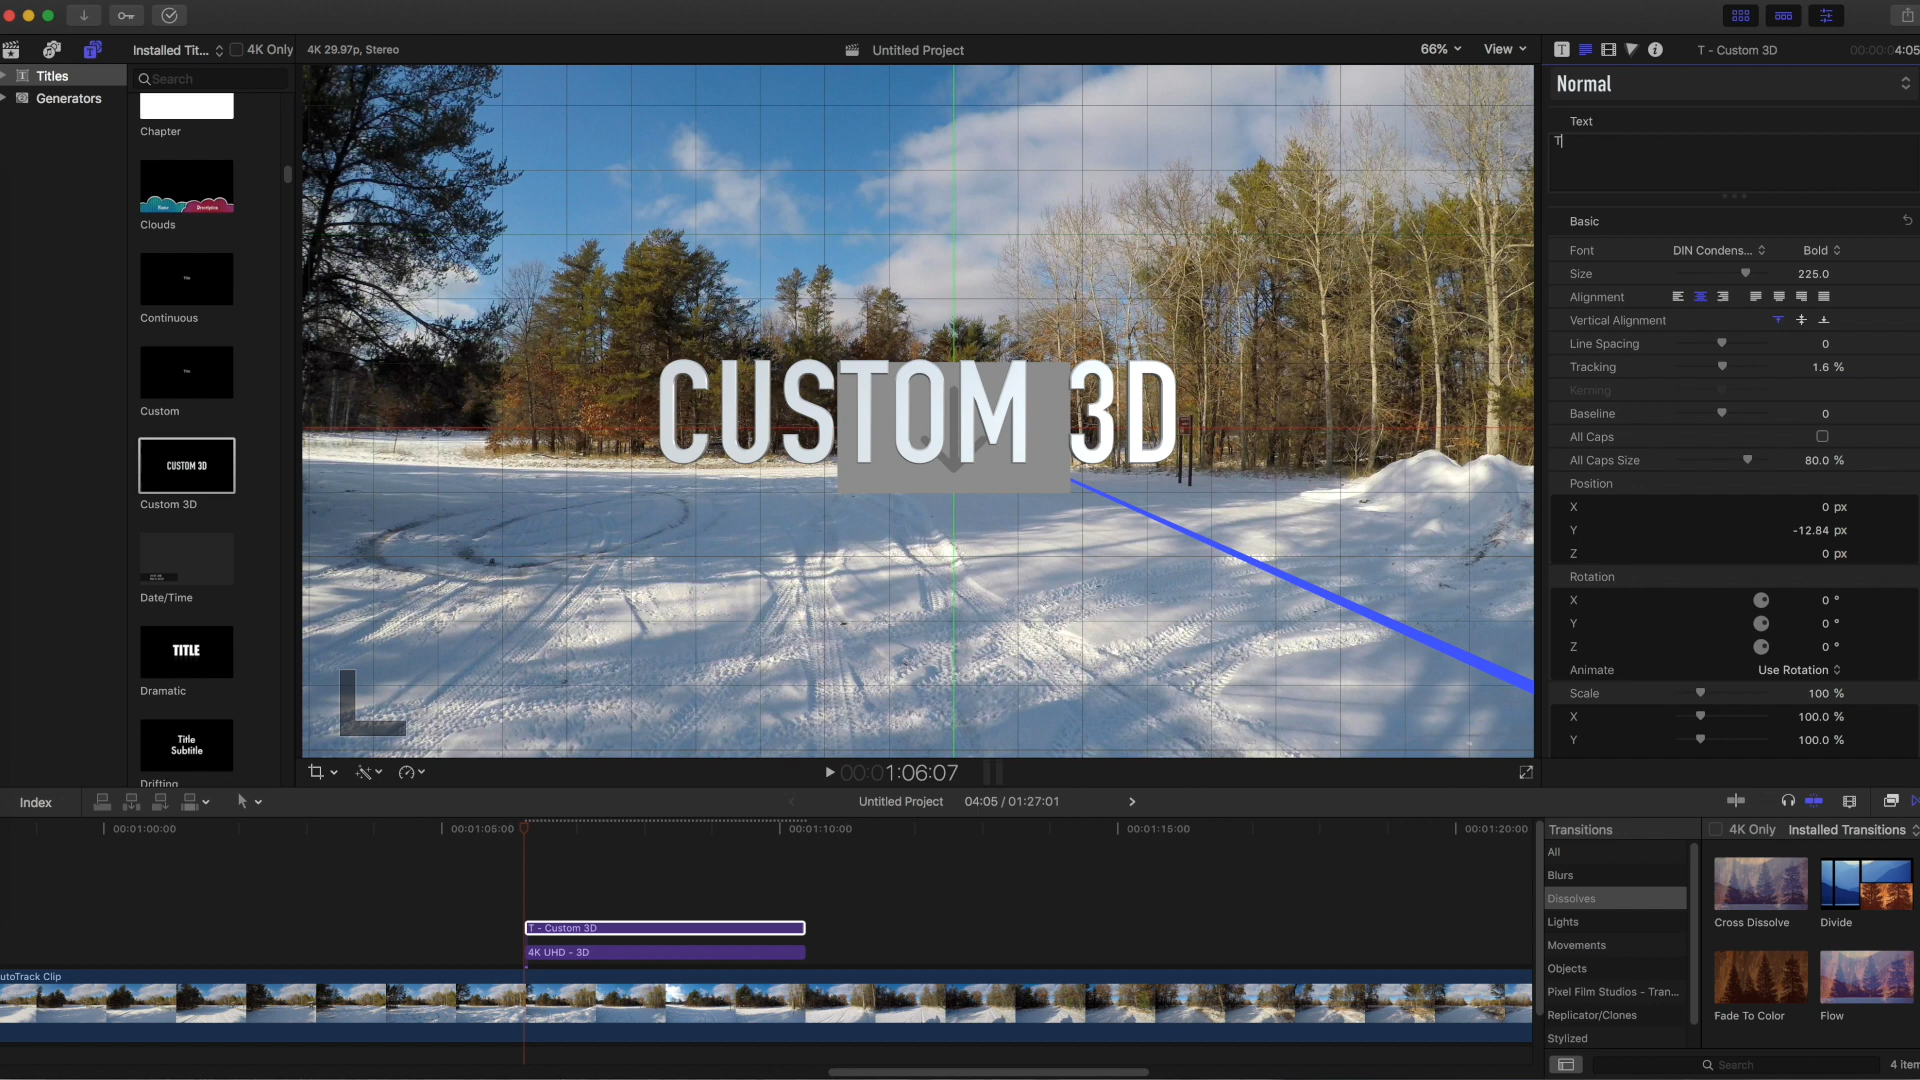 Installed Tit...
4K Only
4K 29.97p, Stereo
Untitled Project
66%
View
T - Custom 3D
00:00:04:05
Titles
Generators
Search
Chapter
Clouds
Continuous
Custom
CUSTOM 3D
Custom 3D
Date/Time
TITLE
Dramatic
Title
Subtitle
Drifting
CUSTOM 3D
Normal
Text
T
Basic
Font DIN Condens... Bold
Size 225.0
Alignment
Vertical Alignment
Line Spacing 0
Tracking 1.6 %
Kerning
Baseline 0
All Caps
All Caps Size 80.0 %
Position
X 0 px
Y -12.84 px
Z 0 px
Rotation
X 0 °
Y 0 °
Z 0 °
Animate Use Rotation
Scale 100 %
X 100.0 %
Y 100.0 %
00:01:06:07
Index
Untitled Project 04:05 / 01:27:01
00:01:00:00 00:01:05:00 00:01:10:00 00:01:15:00 00:01:20:00
T - Custom 3D
4K UHD - 3D
utoTrack Clip
Transitions
4K Only
Installed Transitions
All
Blurs
Dissolves
Lights
Movements
Objects
Pixel Film Studios - Tran...
Replicator/Clones
Stylized
Cross Dissolve
Divide
Fade To Color
Flow
Search
4 item